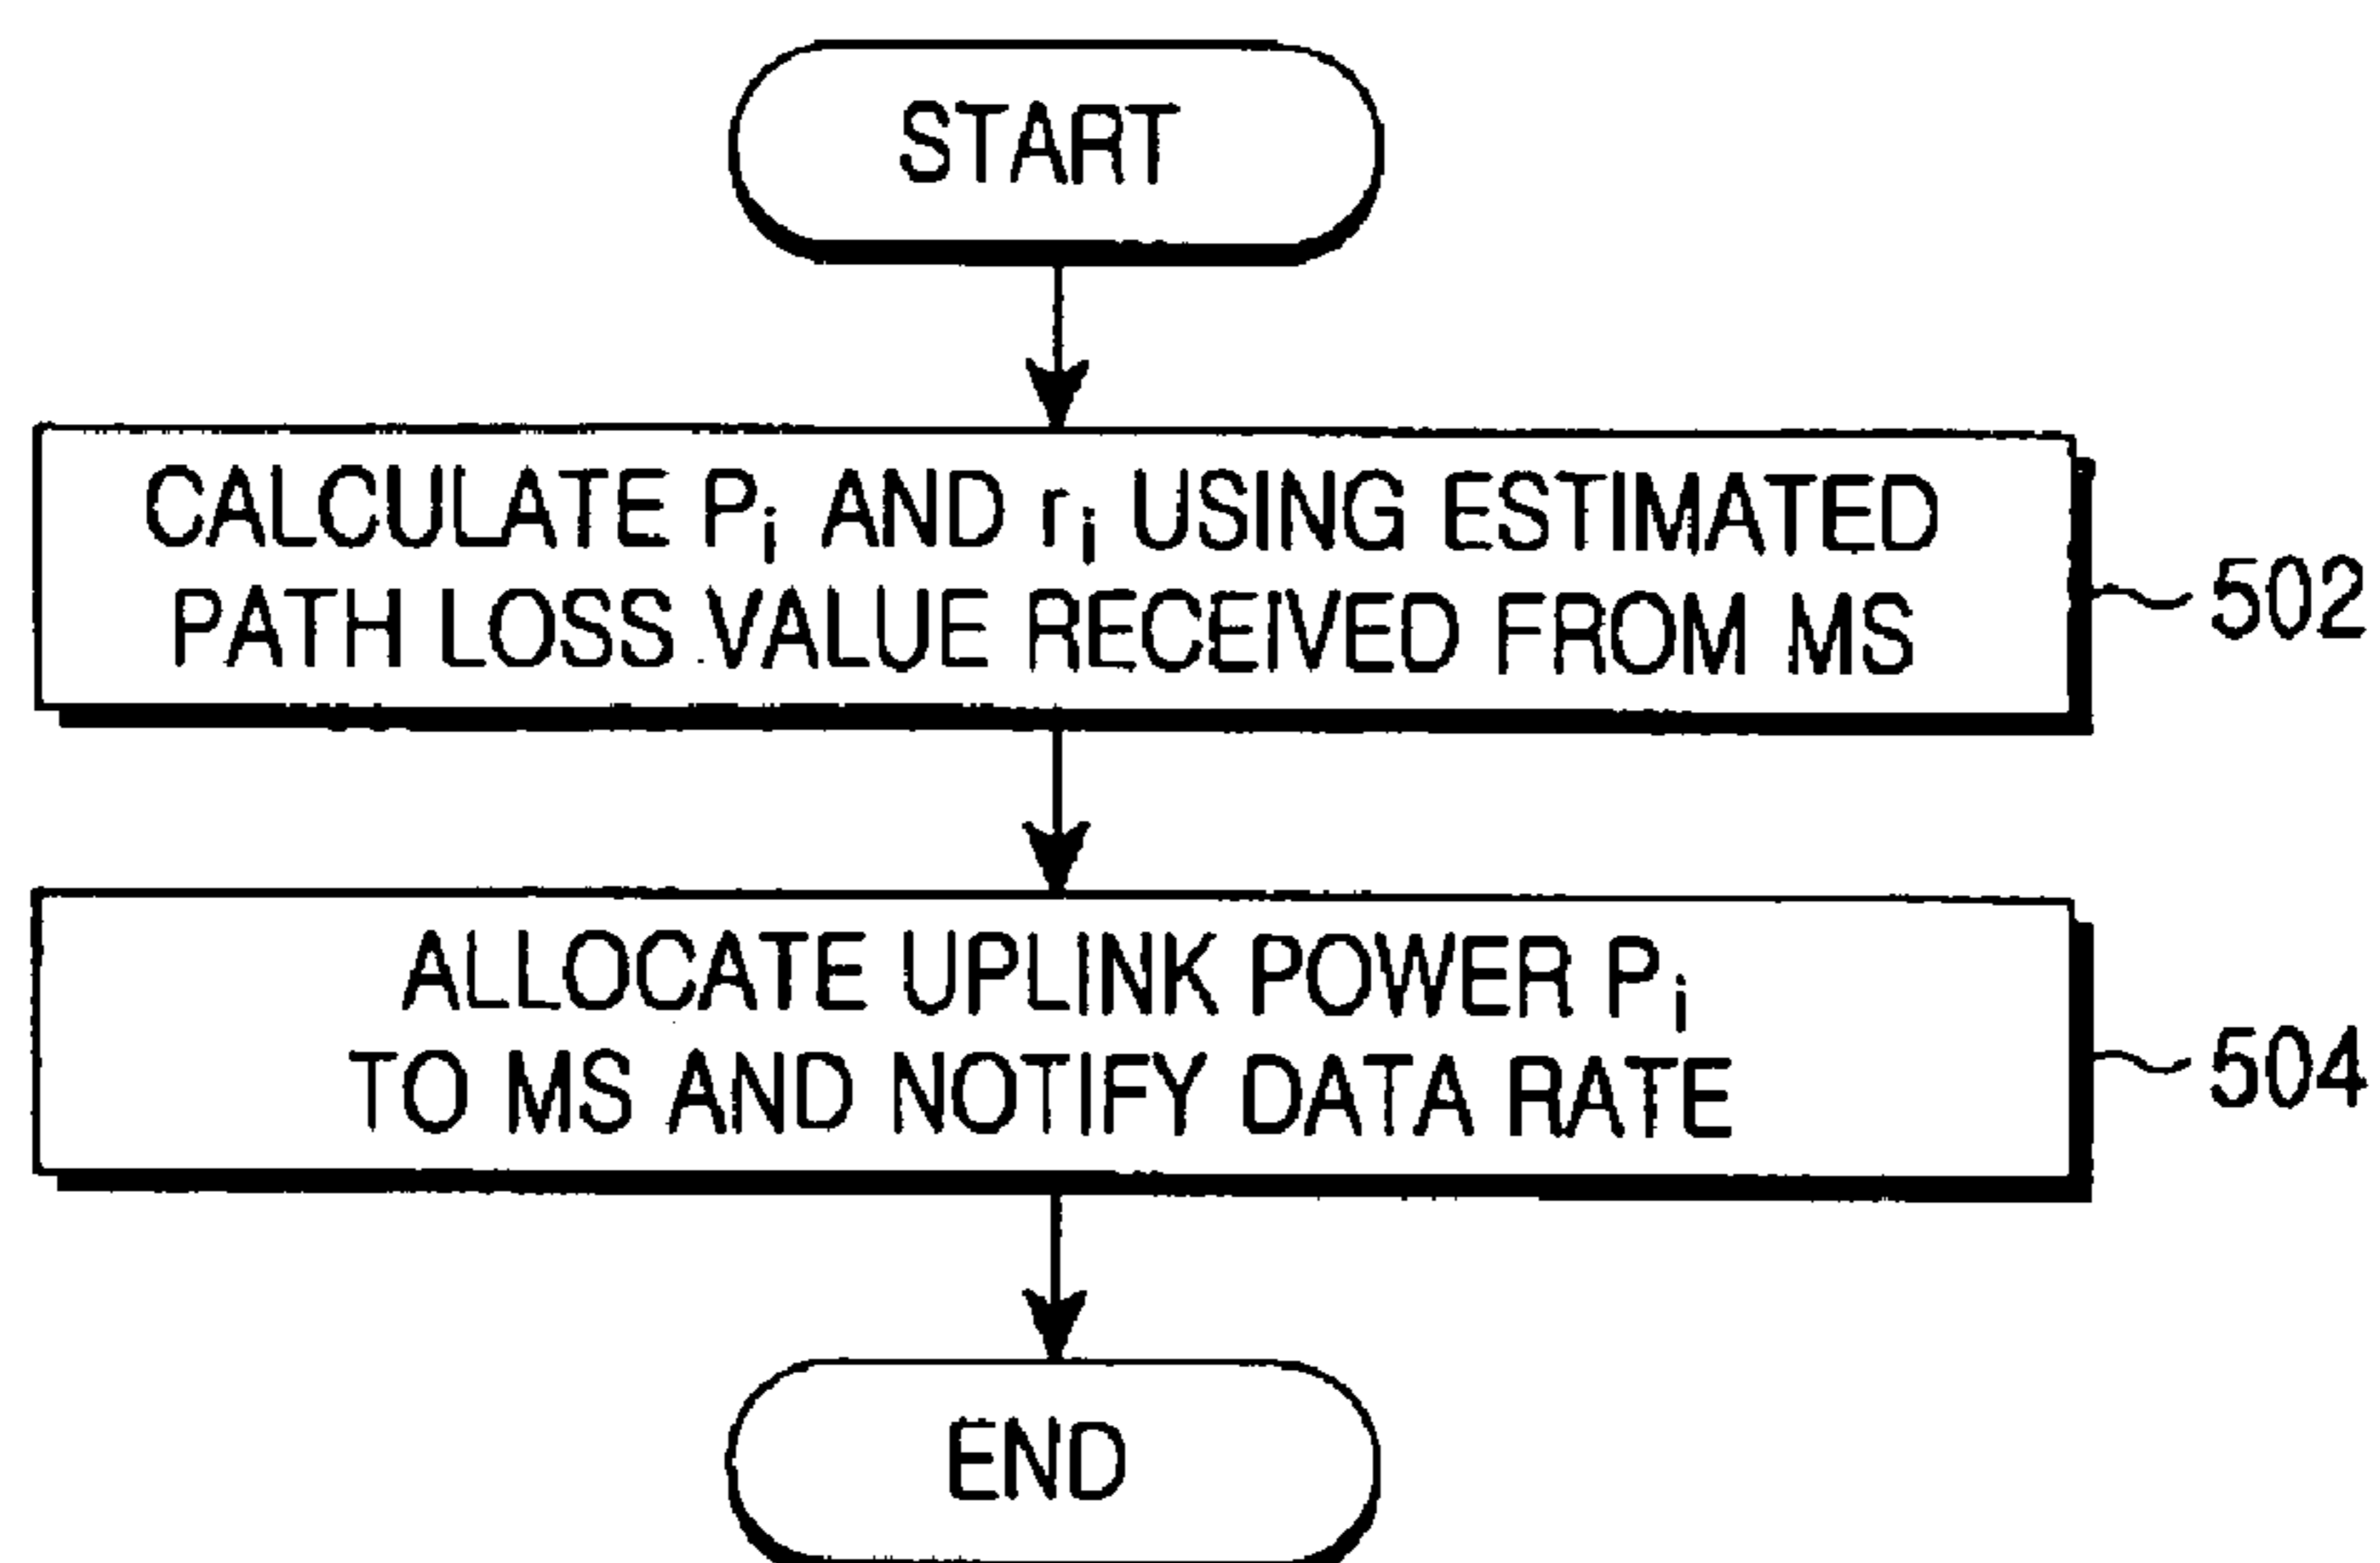 START
CALCULATE Pi AND ri USING ESTIMATED
PATH LOSS VALUE RECEIVED FROM MS
502
ALLOCATE UPLINK POWER Pi
TO MS AND NOTIFY DATA RATE
504
END